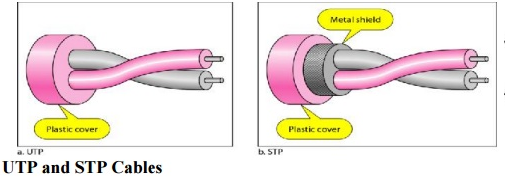 Metal shield
Plastic cover
Plastic cover
a. UTP
b. STP
UTP and STP Cables